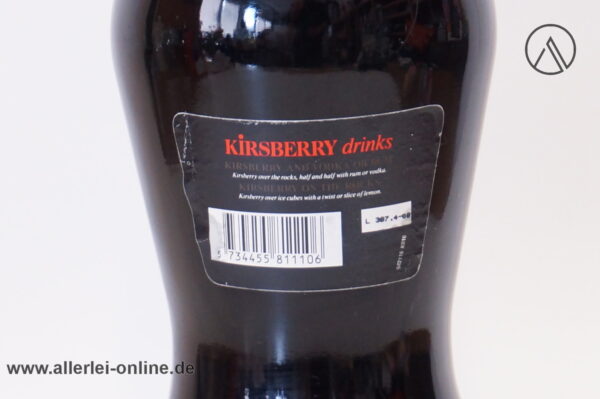 KiRSBERRY drinks
KIRSBERRY AND VODKA OR RUM
Kirsberry over the rocks, half and half with rum or vodka.
KIRSBERRY ON THE ROCKS
Kirsberry over ice cubes with a twist or slice of lemon.
L 307.4-00
5 734455 811106
www.allerlei-online.de